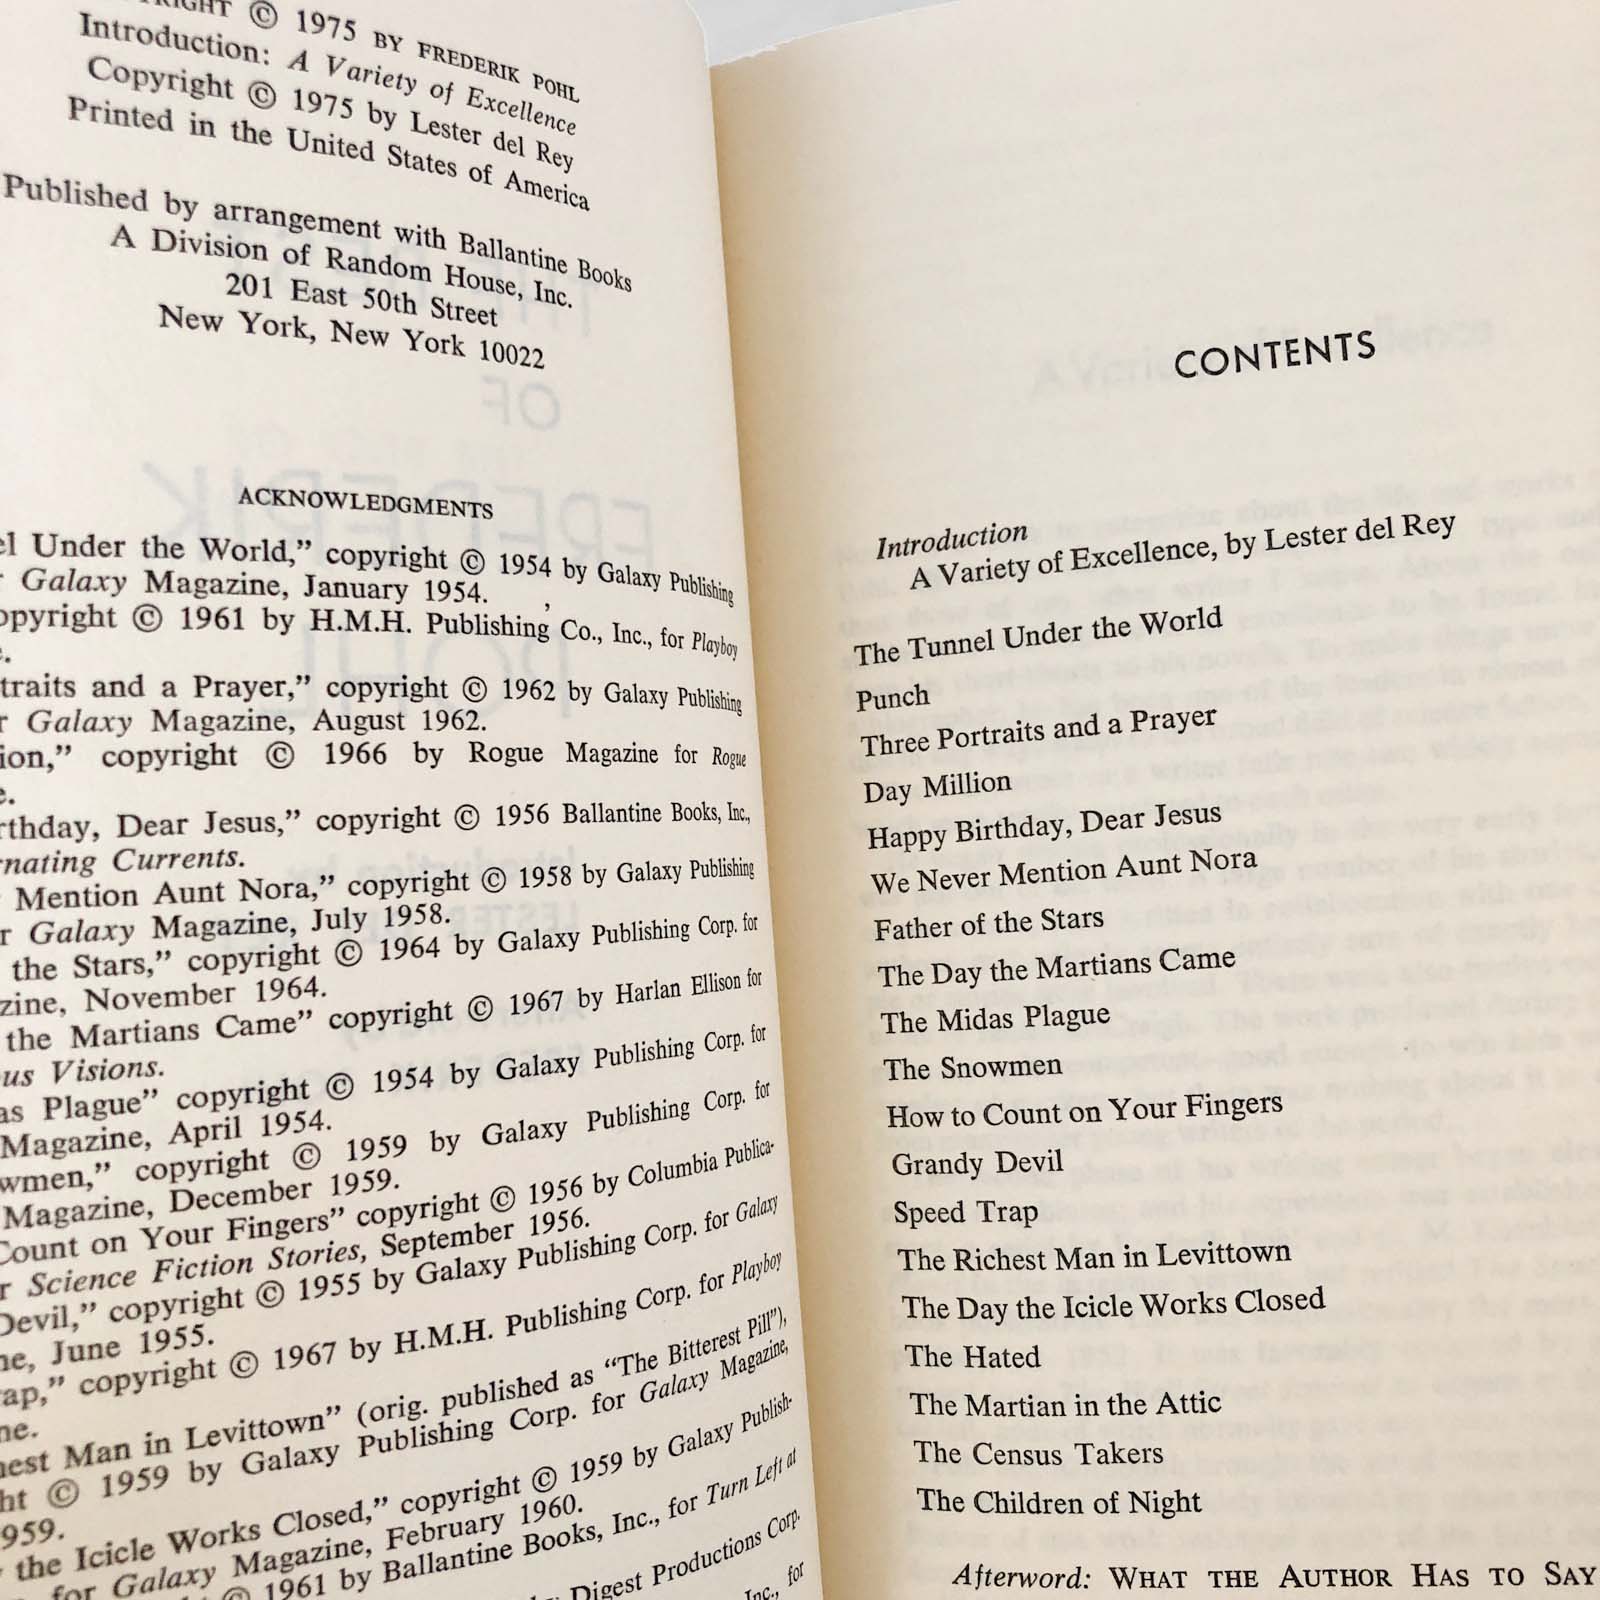 © 1975 BY FREDERIK POHL
Introduction: A Variety of Excellence
Copyright © 1975 by Lester del Rey
Printed in the United States of America
Published by arrangement with Ballantine Books
A Division of Random House, Inc.
201 East 50th Street
New York, New York 10022
ACKNOWLEDGMENTS
Under the World,” copyright © 1954 by Galaxy Publishing
Galaxy Magazine, January 1954.
opyright © 1961 by H.M.H. Publishing Co., Inc., for Playboy
e.
traits and a Prayer,” copyright © 1962 by Galaxy Publishing
r Galaxy Magazine, August 1962.
ion,” copyright © 1966 by Rogue Magazine for Rogue
e.
rthday, Dear Jesus,” copyright © 1956 Ballantine Books, Inc.,
rnating Currents.
Mention Aunt Nora,” copyright © 1958 by Galaxy Publishing
r Galaxy Magazine, July 1958.
the Stars,” copyright © 1964 by Galaxy Publishing Corp. for
zine, November 1964.
the Martians Came” copyright © 1967 by Harlan Ellison for
us Visions.
as Plague” copyright © 1954 by Galaxy Publishing Corp. for
Magazine, April 1954.
wmen,” copyright © 1959 by Galaxy Publishing Corp. for
Magazine, December 1959.
Count on Your Fingers” copyright © 1956 by Columbia Publica-
r Science Fiction Stories, September 1956.
Devil,” copyright © 1955 by Galaxy Publishing Corp. for Galaxy
ne, June 1955.
rap,” copyright © 1967 by H.M.H. Publishing Corp. for Playboy
ne.
hest Man in Levittown” (orig. published as “The Bitterest Pill”),
ht © 1959 by Galaxy Publishing Corp. for Galaxy Magazine,
959.
the Icicle Works Closed,” copyright © 1959 by Galaxy Publish-
for Galaxy Magazine, February 1960.
© 1961 by Ballantine Books, Inc., for Turn Left at
Digest Productions Corp.
Inc., for
CONTENTS
Introduction
A Variety of Excellence, by Lester del Rey
The Tunnel Under the World
Punch
Three Portraits and a Prayer
Day Million
Happy Birthday, Dear Jesus
We Never Mention Aunt Nora
Father of the Stars
The Day the Martians Came
The Midas Plague
The Snowmen
How to Count on Your Fingers
Grandy Devil
Speed Trap
The Richest Man in Levittown
The Day the Icicle Works Closed
The Hated
The Martian in the Attic
The Census Takers
The Children of Night
Afterword: WHAT THE AUTHOR HAS TO SAY